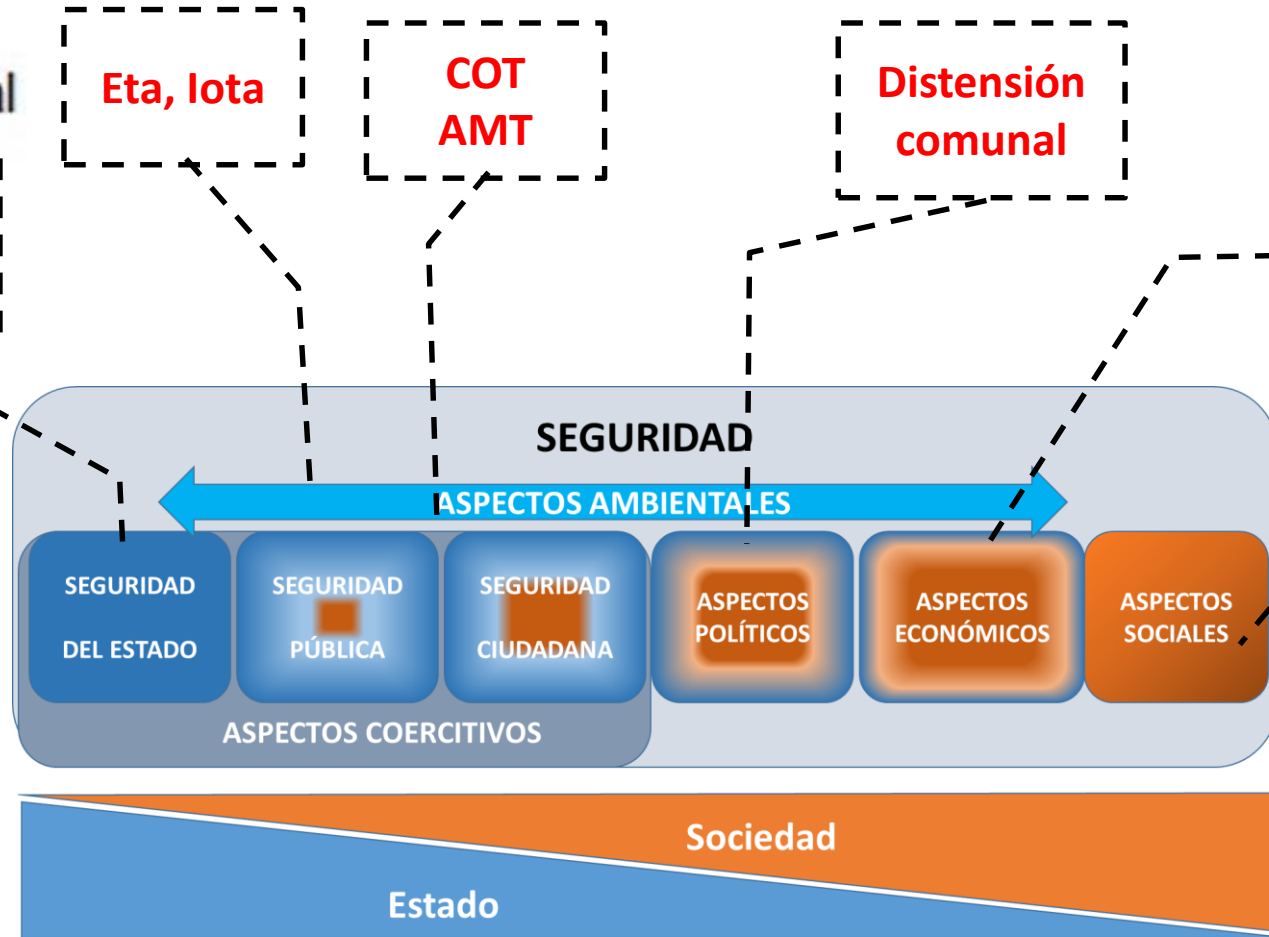 al
Eta, Iota
COT
AMT
Distensión
comunal
SEGURIDAD
ASPECTOS AMBIENTALES
SEGURIDAD
DEL ESTADO
SEGURIDAD
PÚBLICA
SEGURIDAD
CIUDADANA
ASPECTOS
POLÍTICOS
ASPECTOS
ECONÓMICOS
ASPECTOS
SOCIALES
ASPECTOS COERCITIVOS
Sociedad
Estado